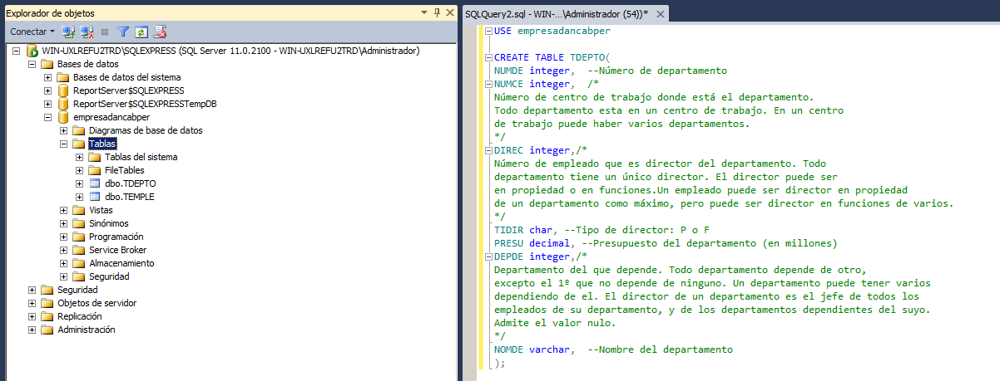 Explorador de objetos
Conectar
WIN-UXLREFU2TRD\SQLEXPRESS (SQL Server 11.0.2100 - WIN-UXLREFU2TRD\Administrador)
Bases de datos
Bases de datos del sistema
ReportServer$SQLEXPRESS
ReportServer$SQLEXPRESSTempDB
empresadancabper
Diagramas de base de datos
Tablas
Tablas del sistema
FileTables
dbo.TDEPTO
dbo.TEMPLE
Vistas
Sinónimos
Programación
Service Broker
Almacenamiento
Seguridad
Seguridad
Objetos de servidor
Replicación
Administración
SQLQuery2.sql - WIN-...\Administrador (54))*
USE empresadancabper
CREATE TABLE TDEPTO(
NUMDE integer,  --Número de departamento
NUMCE integer,  /*
Número de centro de trabajo donde está el departamento.
Todo departamento esta en un centro de trabajo. En un centro
de trabajo puede haber varios departamentos.
*/
DIREC integer,/*
Número de empleado que es director del departamento. Todo
departamento tiene un único director. El director puede ser
en propiedad o en funciones.Un empleado puede ser director en propiedad
de un departamento como máximo, pero puede ser director en funciones de varios.
*/
TIDIR char, --Tipo de director: P o F
PRESU decimal, --Presupuesto del departamento (en millones)
DEPDE integer,/*
Departamento del que depende. Todo departamento depende de otro,
excepto el 1º que no depende de ninguno. Un departamento puede tener varios
dependiendo de el. El director de un departamento es el jefe de todos los
empleados de su departamento, y de los departamentos dependientes del suyo.
Admite el valor nulo.
*/
NOMDE varchar,  --Nombre del departamento
);